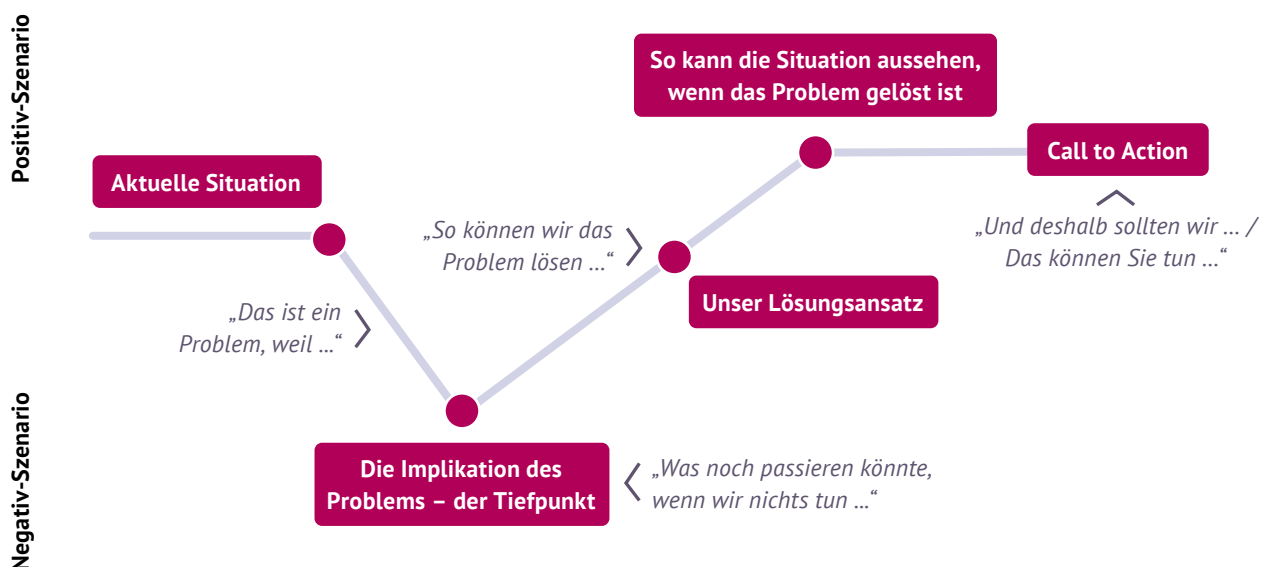 Positiv-Szenario
So kann die Situation aussehen,
wenn das Problem gelöst ist
Call to Action
Aktuelle Situation
„So können wir das
Problem lösen ...“
„Und deshalb sollten wir ... /
Das können Sie tun ...“
Unser Lösungsansatz
„Das ist ein
Problem, weil ...“
Negativ-Szenario
Die Implikation des
Problems – der Tiefpunkt
„Was noch passieren könnte,
wenn wir nichts tun ...“